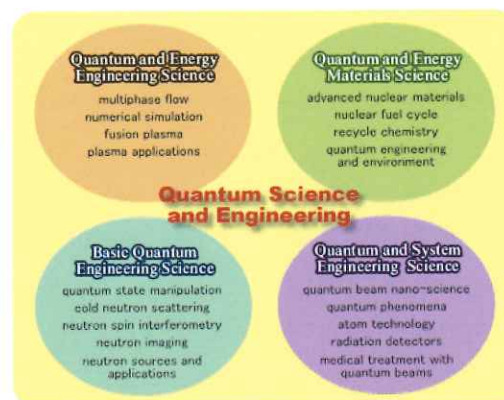 Quantum and Energy
Engineering Science
multiphase flow
numerical simulation
fusion plasma
plasma applications
Quantum and Energy
Materials Science
advanced nuclear materials
nuclear fuel cycle
recycle chemistry
quantum engineering
and environment
Quantum Science
and Engineering
Basic Quantum
Engineering Science
quantum state manipulation
cold neutron scattering
neutron spin interferometry
neutron imaging
neutron sources and
applications
Quantum and System
Engineering Science
quantum beam nano-science
quantum phenomena
atom technology
radiation detectors
medical treatment with
quantum beams